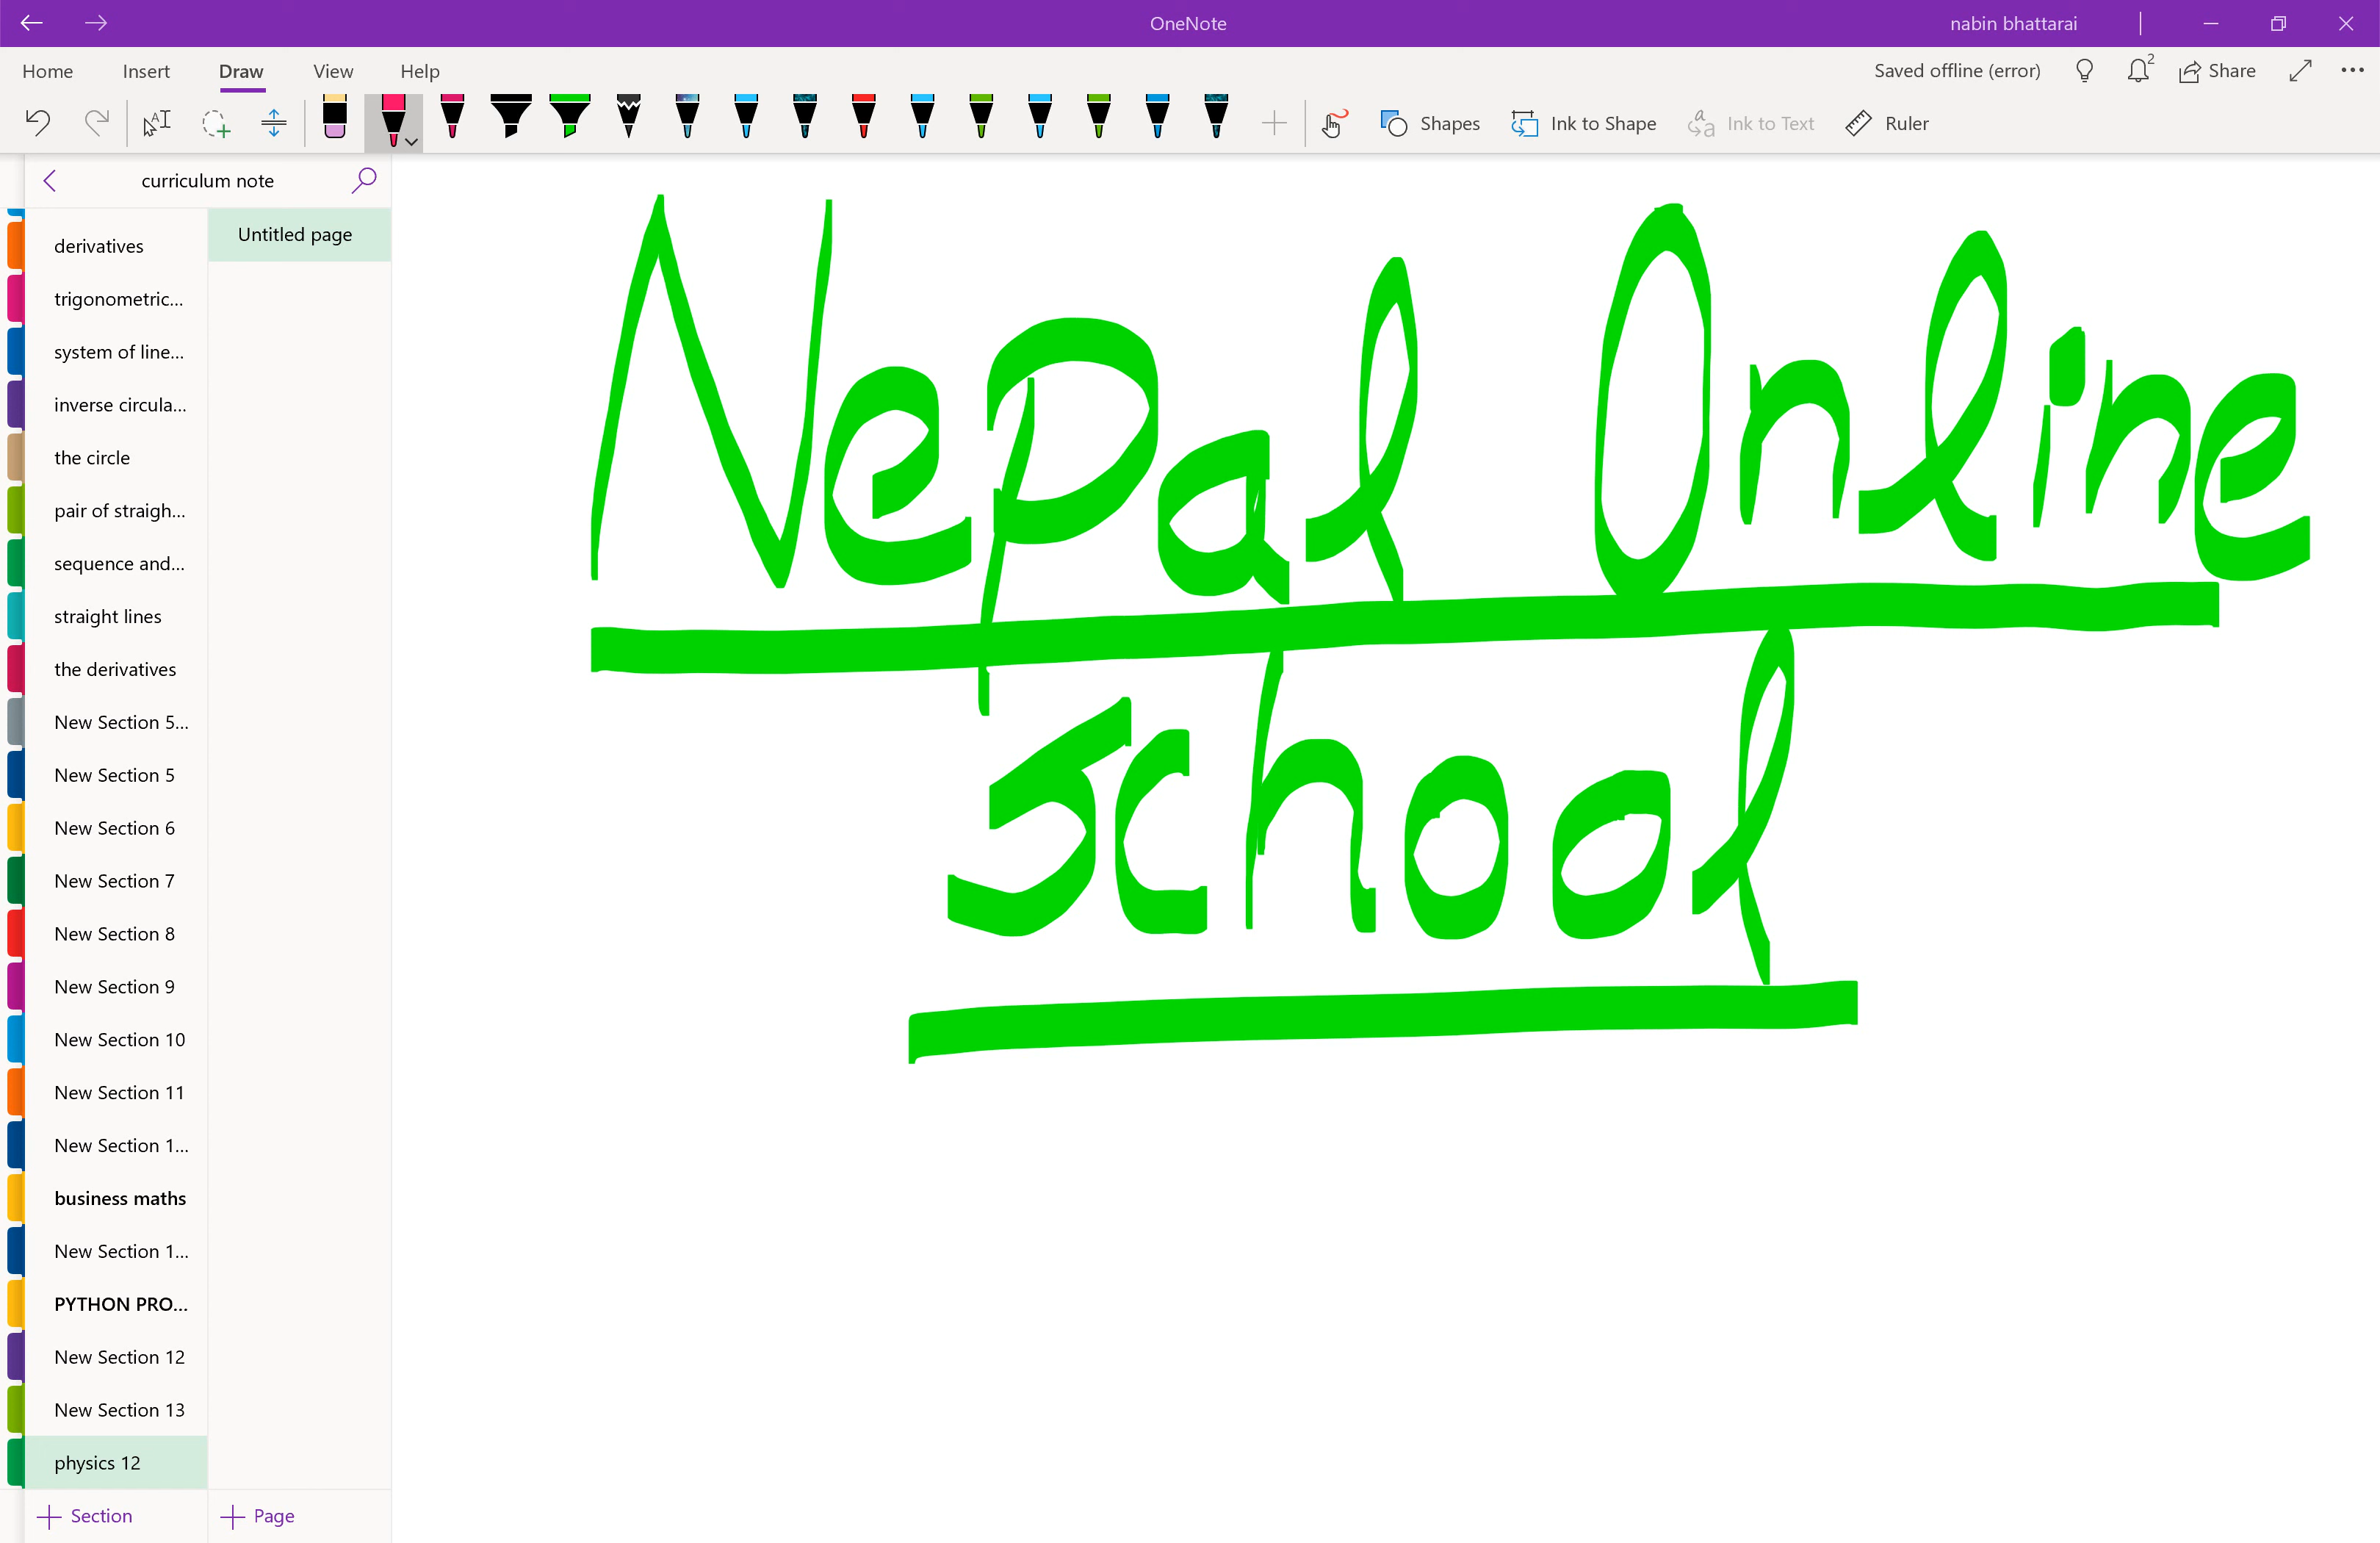 OneNote
nabin bhattarai
Home Insert Draw View Help
Saved offline (error) 2 Share
Shapes Ink to Shape Ink to Text Ruler
curriculum note
Untitled page
derivatives
trigonometric...
system of line...
inverse circula...
the circle
pair of straigh...
sequence and...
straight lines
the derivatives
New Section 5...
New Section 5
New Section 6
New Section 7
New Section 8
New Section 9
New Section 10
New Section 11
New Section 1...
business maths
New Section 1...
PYTHON PRO...
New Section 12
New Section 13
physics 12
Section
Page
Nepal Online
School